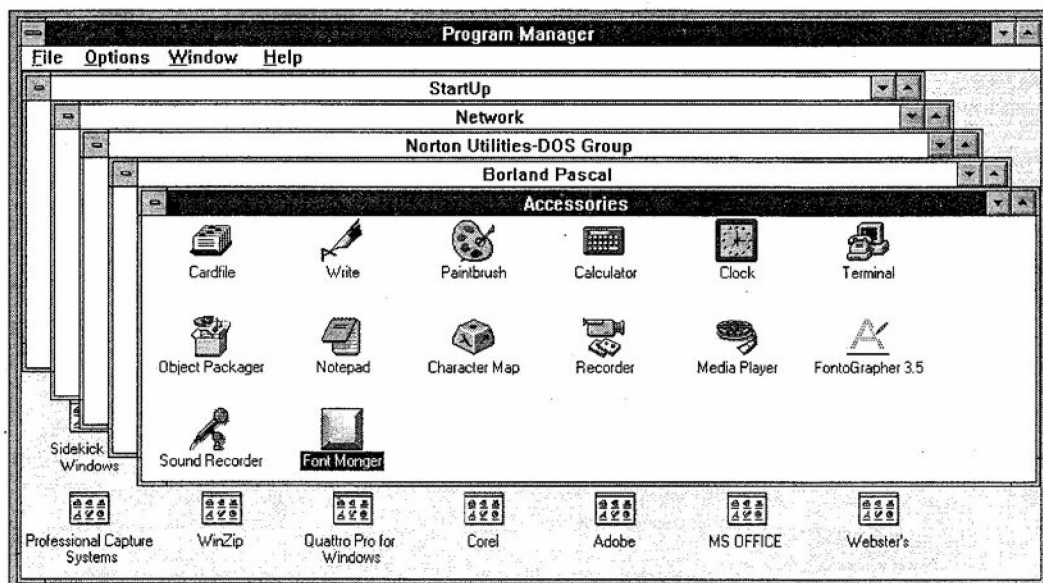 Program Manager
File Options Window Help
StartUp
Network
Norton Utilities-DOS Group
Borland Pascal
Accessories
Cardfile Write Paintbrush Calculator Clock Terminal
Object Packager Notepad Character Map Recorder Media Player FontoGrapher 3.5
Sound Recorder Font Monger
Sidekick
Windows
Professional Capture
Systems
WinZip
Quattro Pro for
Windows
Corel
Adobe
MS OFFICE
Webster's